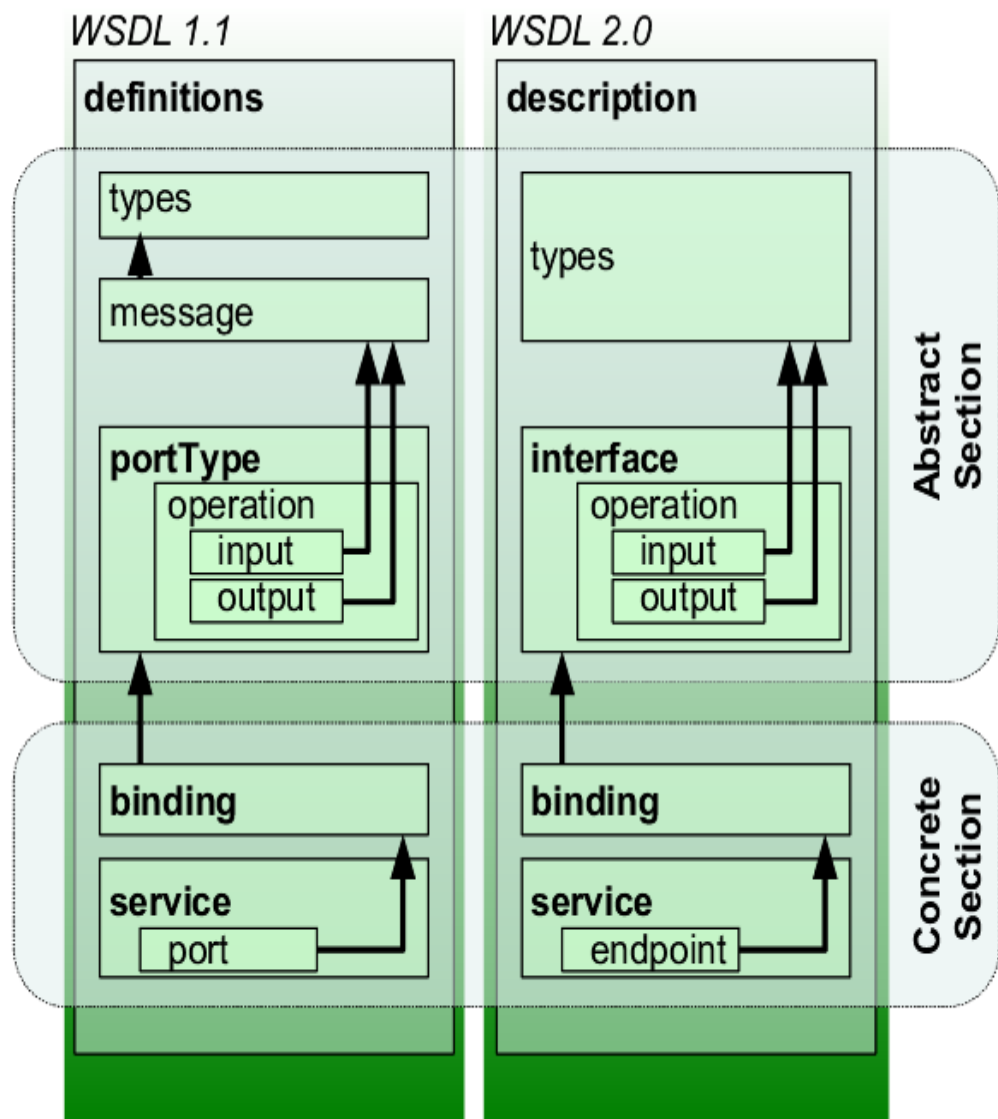 WSDL 1.1
definitions
types
message
portType
operation
input
output
binding
service
port
WSDL 2.0
description
types
interface
operation
input
output
binding
service
endpoint
Abstract
Section
Concrete
Section